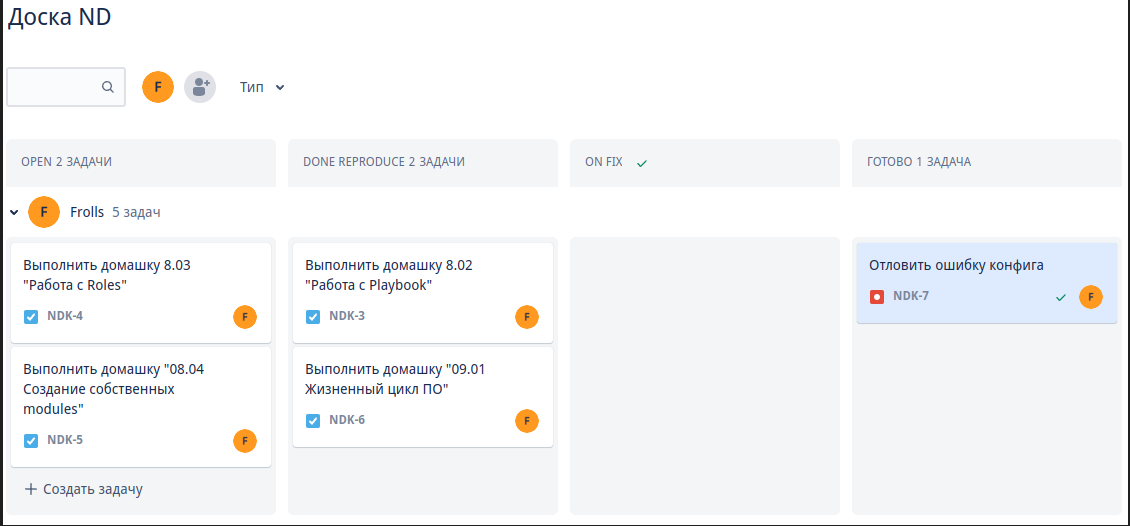 Доска ND
F
Тип
OPEN 2 ЗАДАЧИ
DONE REPRODUCE 2 ЗАДАЧИ
ON FIX
ГОТОВО 1 ЗАДАЧА
F Frolls 5 задач
Выполнить домашку 8.03
"Работа с Roles"
NDK-4 F
Выполнить домашку "08.04
Создание собственных
modules"
NDK-5 F
+ Создать задачу
Выполнить домашку 8.02
"Работа с Playbook"
NDK-3 F
Выполнить домашку "09.01
Жизненный цикл ПО"
NDK-6 F
Отловить ошибку конфига
NDK-7 F